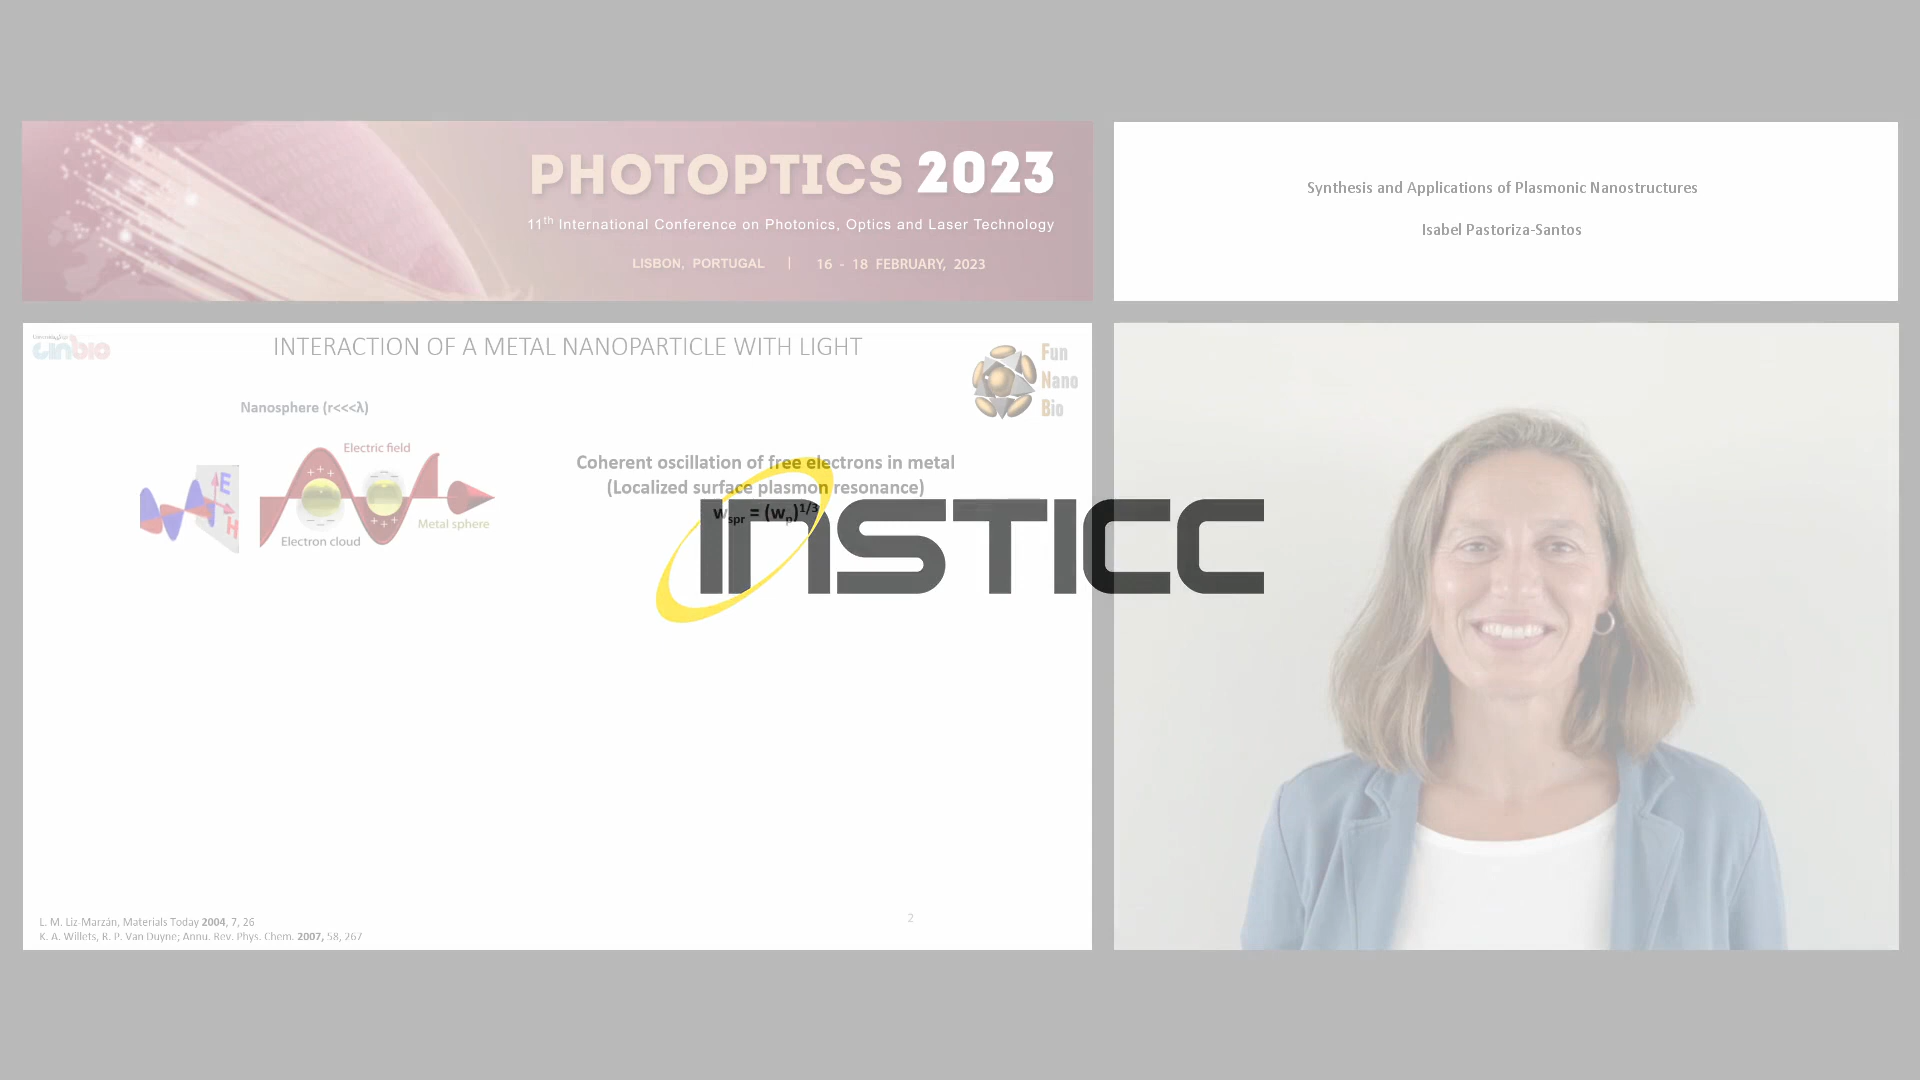 PHOTOPTICS 2023
11th International Conference on Photonics, Optics and Laser Technology
LISBON, PORTUGAL | 16 - 18 FEBRUARY, 2023
Synthesis and Applications of Plasmonic Nanostructures
Isabel Pastoriza-Santos
cinbio
INTERACTION OF A METAL NANOPARTICLE WITH LIGHT
Fun
Nano
Bio
Nanosphere (r<<<λ)
Electric field
E
H
Metal sphere
Electron cloud
Coherent oscillation of free electrons in metal
(Localized surface plasmon resonance)
wspr = (wp)1/3
INSTICC
L. M. Liz-Marzán, Materials Today 2004, 7, 26
K. A. Willets, R. P. Van Duyne; Annu. Rev. Phys. Chem. 2007, 58, 267
2